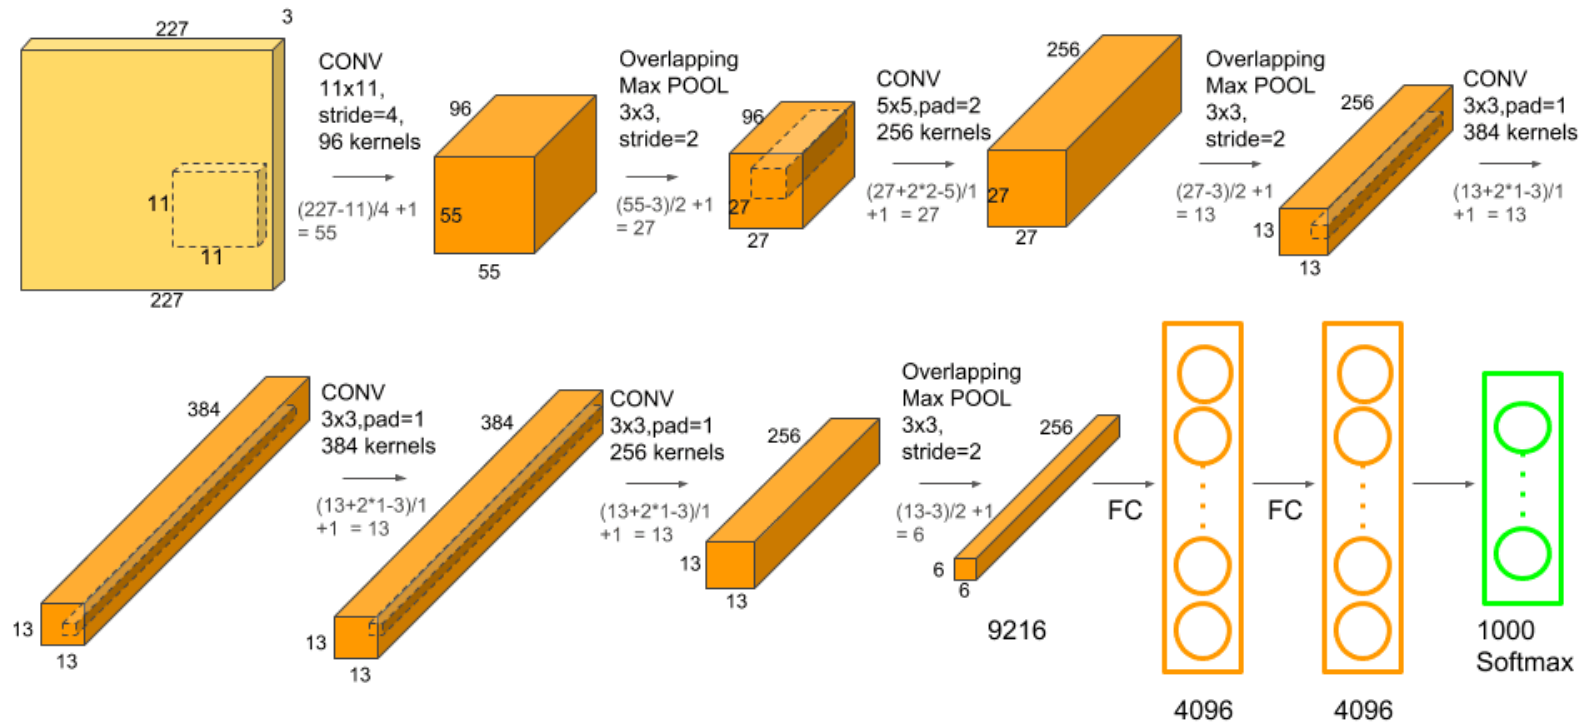 227
3
11
11
227
CONV
11x11,
stride=4,
96 kernels
(227-11)/4 +1
= 55
96
55
55
Overlapping
Max POOL
3x3,
stride=2
(55-3)/2 +1
= 27
96
27
27
CONV
5x5,pad=2
256 kernels
(27+2*2-5)/1
+1 = 27
256
27
27
Overlapping
Max POOL
3x3,
stride=2
(27-3)/2 +1
= 13
256
13
13
CONV
3x3,pad=1
384 kernels
(13+2*1-3)/1
+1 = 13
384
13
13
CONV
3x3,pad=1
384 kernels
(13+2*1-3)/1
+1 = 13
384
13
13
CONV
3x3,pad=1
256 kernels
(13+2*1-3)/1
+1 = 13
256
13
13
Overlapping
Max POOL
3x3,
stride=2
(13-3)/2 +1
= 6
256
6
6
9216
FC
4096
FC
4096
1000
Softmax